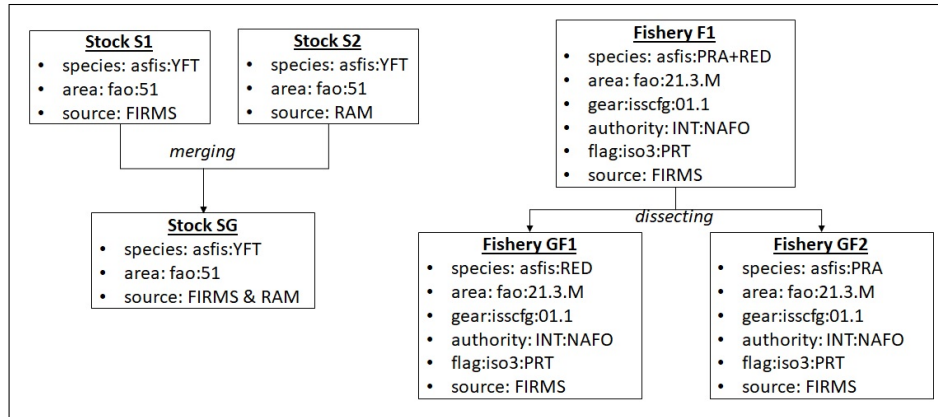 Stock S1
• species: asfis:YFT
• area: fao:51
• source: FIRMS
Stock S2
• species: asfis:YFT
• area: fao:51
• source: RAM
merging
Stock SG
• species: asfis:YFT
• area: fao:51
• source: FIRMS & RAM
Fishery F1
• species: asfis:PRA+RED
• area: fao:21.3.M
• gear:isscfg:01.1
• authority: INT:NAFO
• flag:iso3:PRT
• source: FIRMS
dissecting
Fishery GF1
• species: asfis:RED
• area: fao:21.3.M
• gear:isscfg:01.1
• authority: INT:NAFO
• flag:iso3:PRT
• source: FIRMS
Fishery GF2
• species: asfis:PRA
• area: fao:21.3.M
• gear:isscfg:01.1
• authority: INT:NAFO
• flag:iso3:PRT
• source: FIRMS